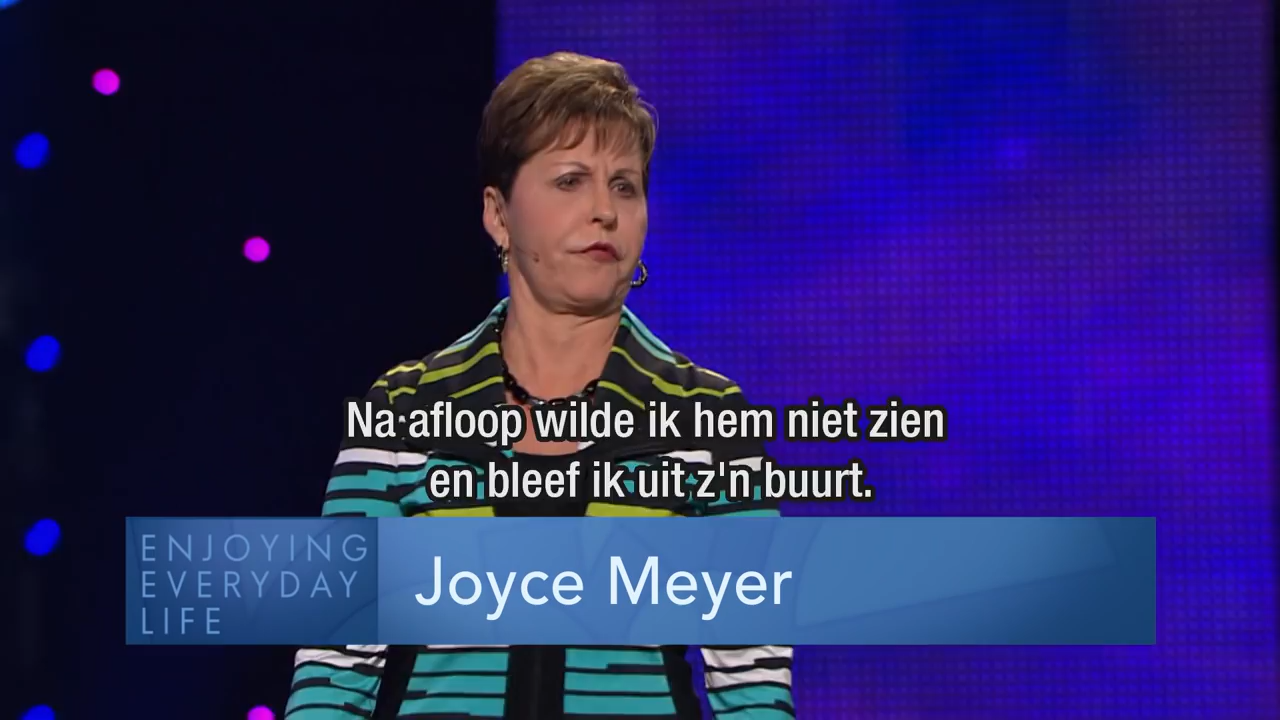 Na afloop wilde ik hem niet zien
en bleef ik uit z'n buurt.
ENJOYING
EVERYDAY
LIFE
Joyce Meyer